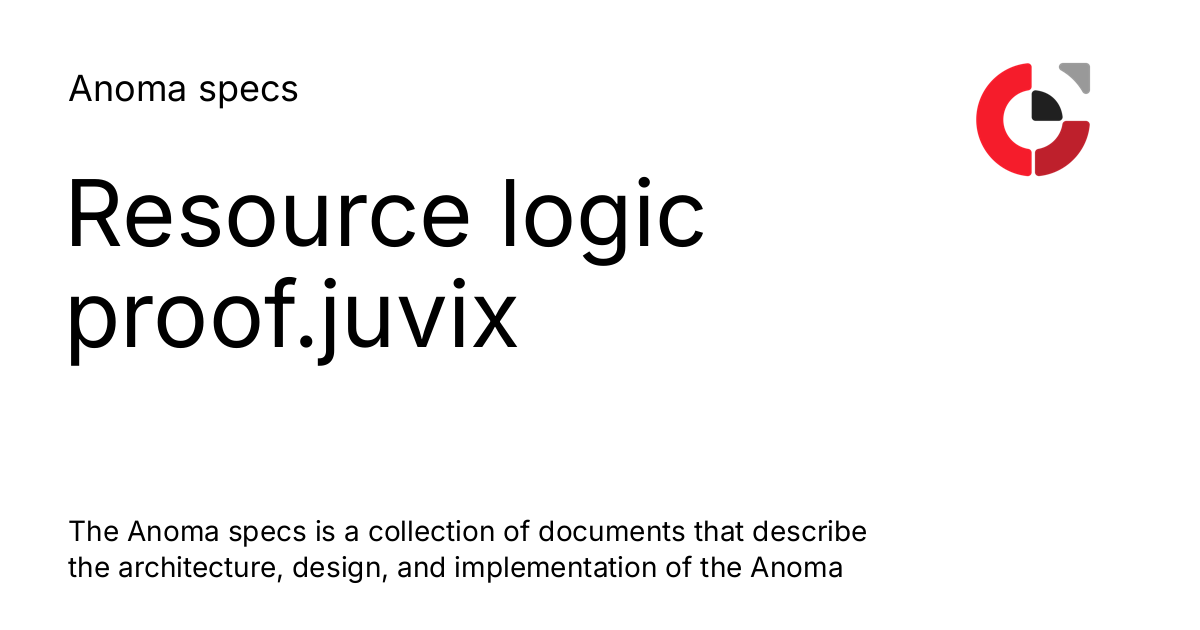 Anoma specs
Resource logic
proof.juvix
The Anoma specs is a collection of documents that describe
the architecture, design, and implementation of the Anoma